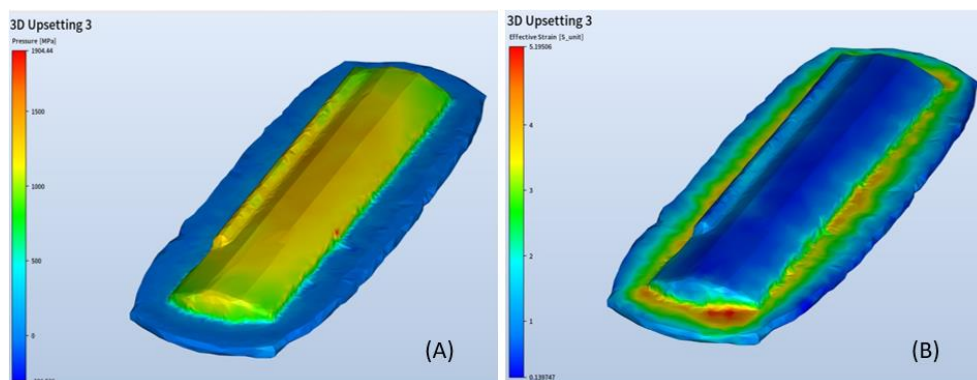 3D Upsetting 3
Pressure [MPa]
1904.44
1500
1000
500
0
(A)
3D Upsetting 3
Effective Strain [S_unit]
5.19506
4
3
2
1
0.139747
(B)